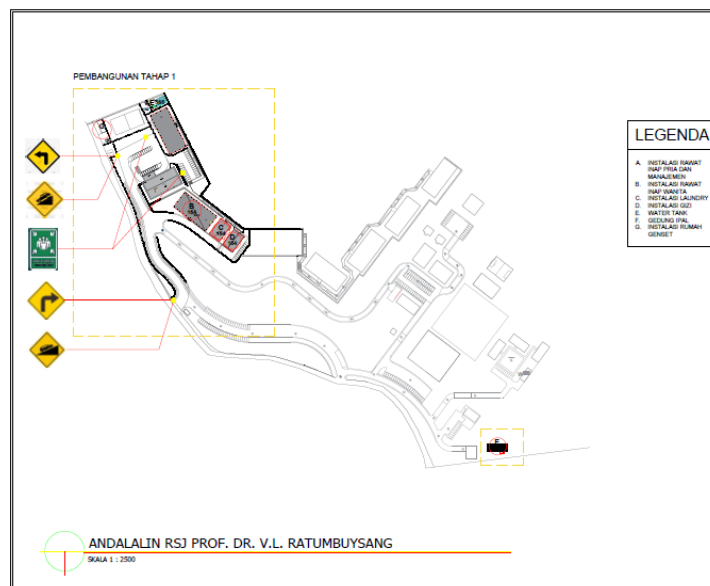 PEMBANGUNAN TAHAP 1
LEGENDA
A. INSTALASI RAWAT
INAP PRIA DAN
MANAJEMEN
B. INSTALASI RAWAT
INAP WANITA
C. INSTALASI LAUNDRY
D. INSTALASI GIZI
E. WATER TANK
F. GEDUNG IPAL
G. INSTALASI RUMAH
GENSET
B
C
D
ANDALALIN RSJ PROF. DR. V.L. RATUMBUYSANG
SKALA 1 : 2500